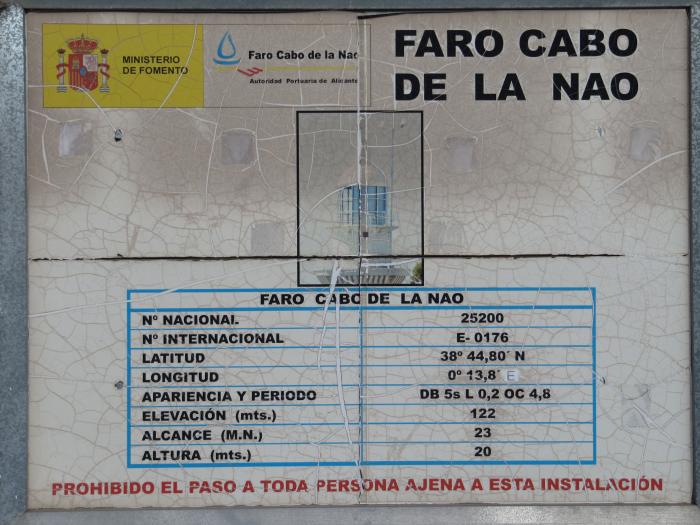 MINISTERIO
DE FOMENTO
Faro Cabo de la Nao
Autoridad Portuaria de Alicante
FARO CABO
DE LA NAO
FARO CABO DE LA NAO
Nº NACIONAL 25200
Nº INTERNACIONAL E- 0176
LATITUD 38º 44,80´ N
LONGITUD 0º 13,8´ E
APARIENCIA Y PERIODO DB 5s L 0,2 OC 4,8
ELEVACIÓN (mts.) 122
ALCANCE (M.N.) 23
ALTURA (mts.) 20
PROHIBIDO EL PASO A TODA PERSONA AJENA A ESTA INSTALACIÓN